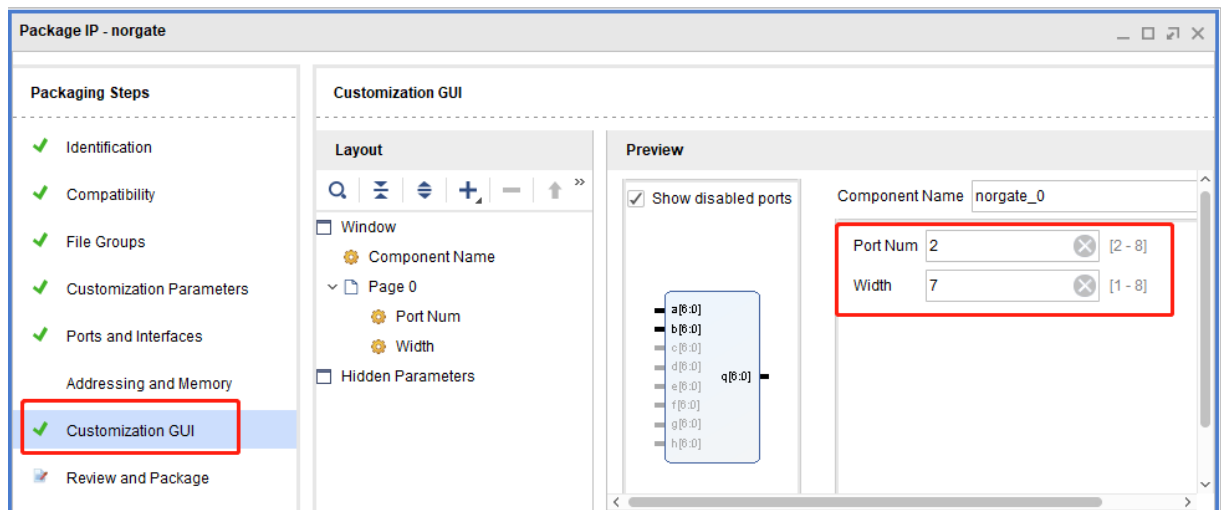 Package IP - norgate
Packaging Steps
Identification
Compatibility
File Groups
Customization Parameters
Ports and Interfaces
Addressing and Memory
Customization GUI
Review and Package
Customization GUI
Layout
»
Window
Component Name
Page 0
Port Num
Width
Hidden Parameters
Preview
Show disabled ports
a[6:0]
b[6:0]
c[6:0]
d[6:0]
e[6:0]
f[6:0]
g[6:0]
h[6:0]
q[6:0]
Component Name norgate_0
Port Num 2 [2 - 8]
Width 7 [1 - 8]